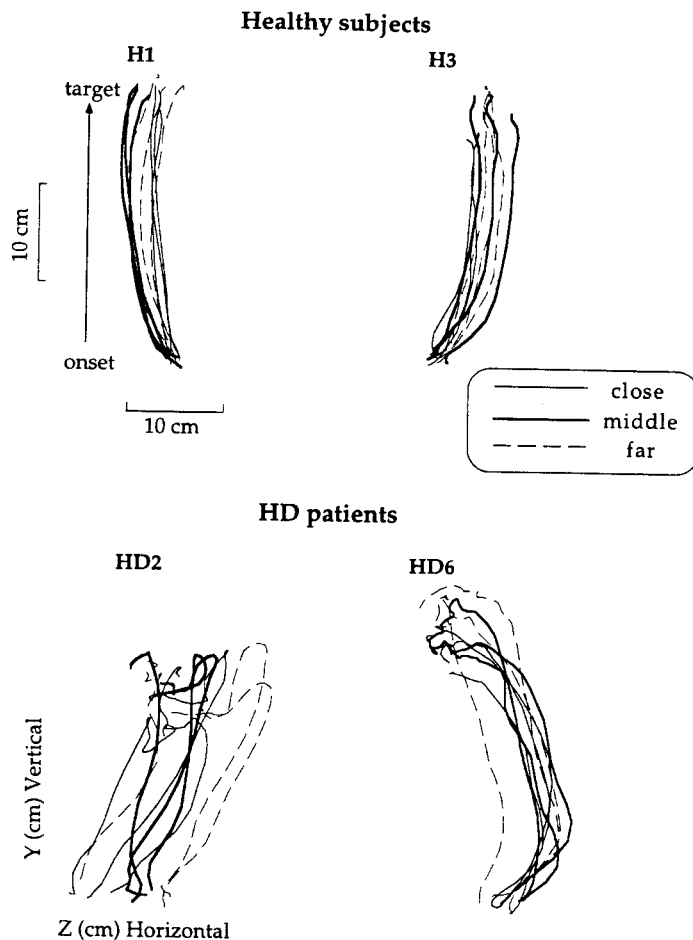 Healthy subjects
H1
H3
target
10 cm
onset
10 cm
close
middle
far
HD patients
HD2
HD6
Y (cm) Vertical
Z (cm) Horizontal